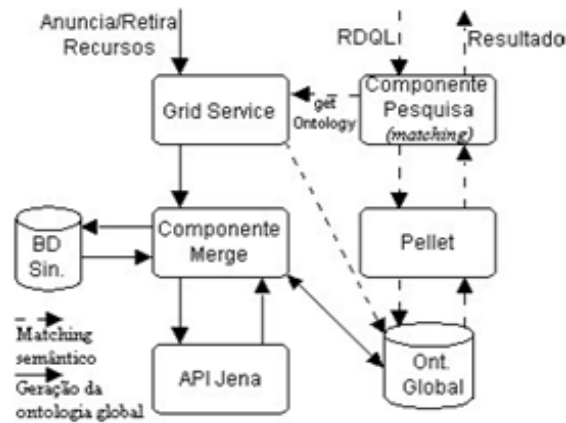 Anuncia/Retira
Recursos
RDQL
Resultado
Grid Service
get
Ontology
Componente
Pesquisa
(matching)
Componente
Merge
BD
Sin.
Pellet
API Jena
Ont.
Global
Matching
semântico
Geração da
ontologia global